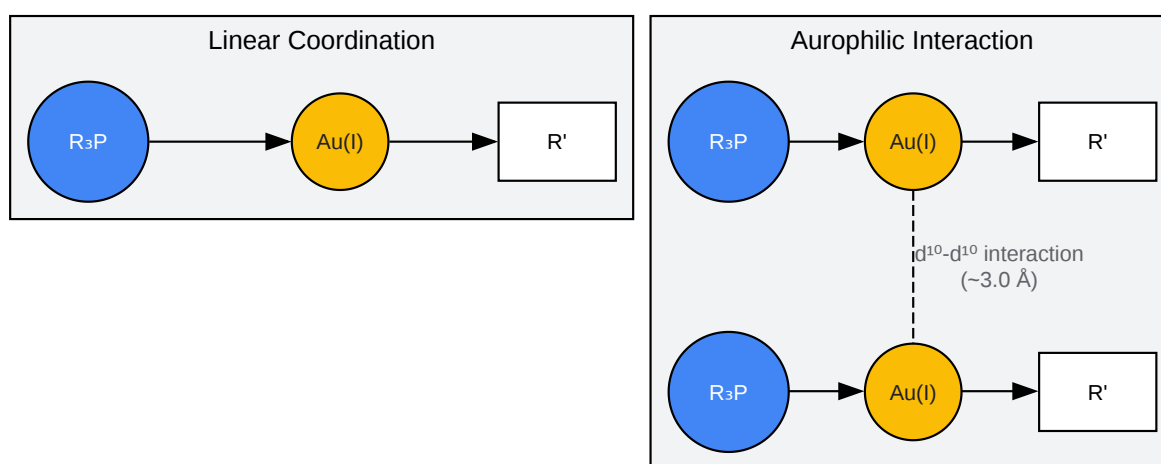 Linear Coordination
R₃P
Au(I)
R'
Aurophilic Interaction
R₃P
Au(I)
R'
d¹⁰-d¹⁰ interaction
(~3.0 Å)
R₃P
Au(I)
R'